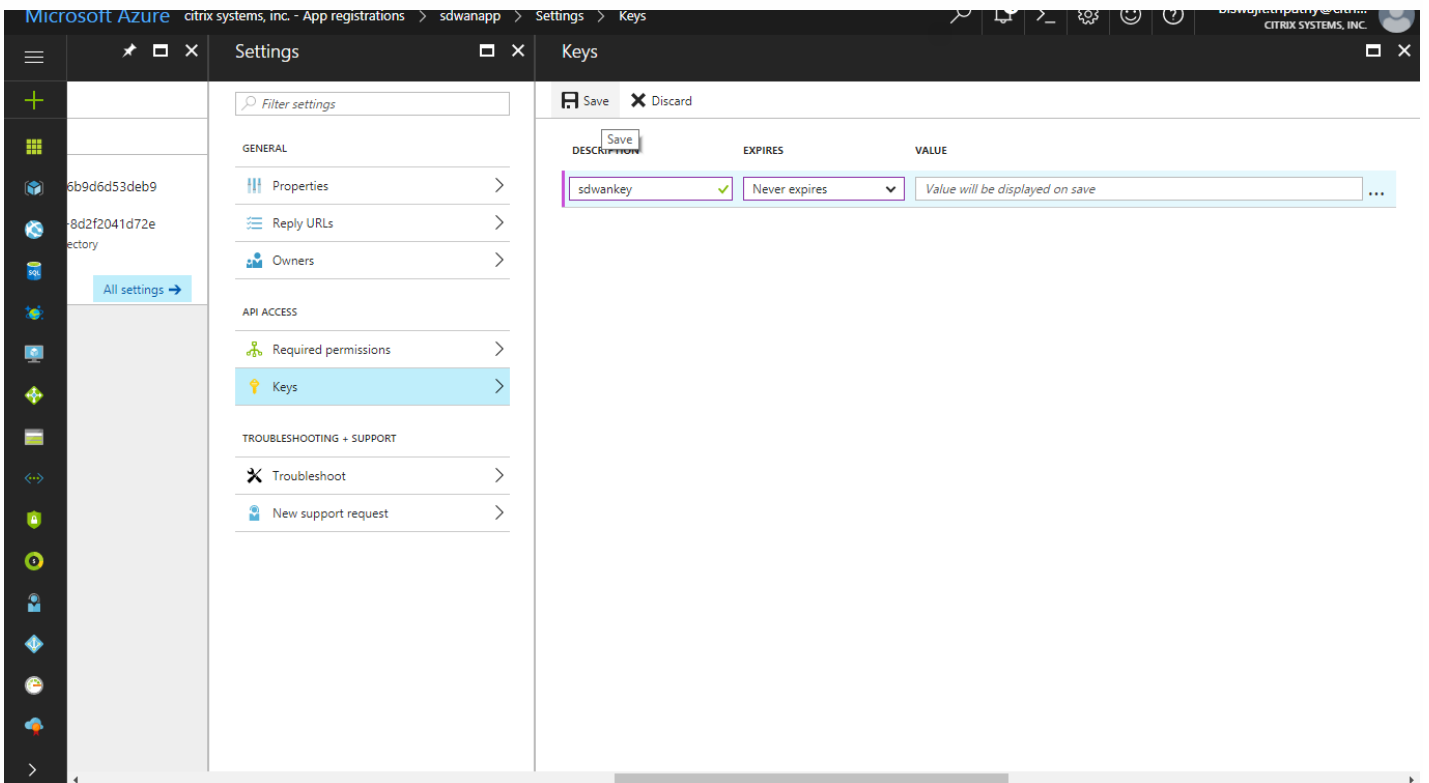 Microsoft Azure citrix systems, inc. - App registrations > sdwanapp > Settings > Keys
CITRIX SYSTEMS, INC.
Settings
Keys
Filter settings
Save Discard
Save
GENERAL
DESCRIPTION EXPIRES VALUE
Properties
sdwankey Never expires Value will be displayed on save ...
6b9d6d53deb9
Reply URLs
-8d2f2041d72e
ectory
Owners
All settings →
API ACCESS
Required permissions
Keys
TROUBLESHOOTING + SUPPORT
Troubleshoot
New support request
SQL